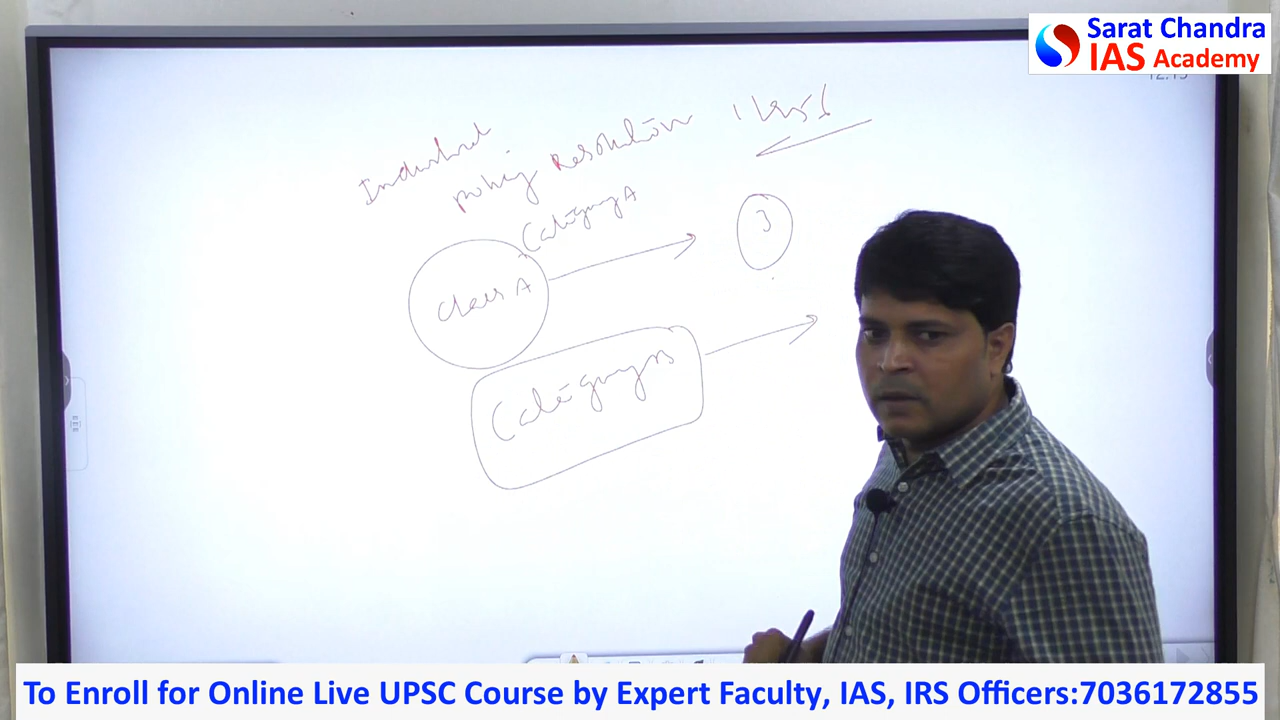 Sarat Chandra
IAS Academy
Industrial
policy Resolution
Category A
3
Class A
Category B
To Enroll for Online Live UPSC Course by Expert Faculty, IAS, IRS Officers:7036172855